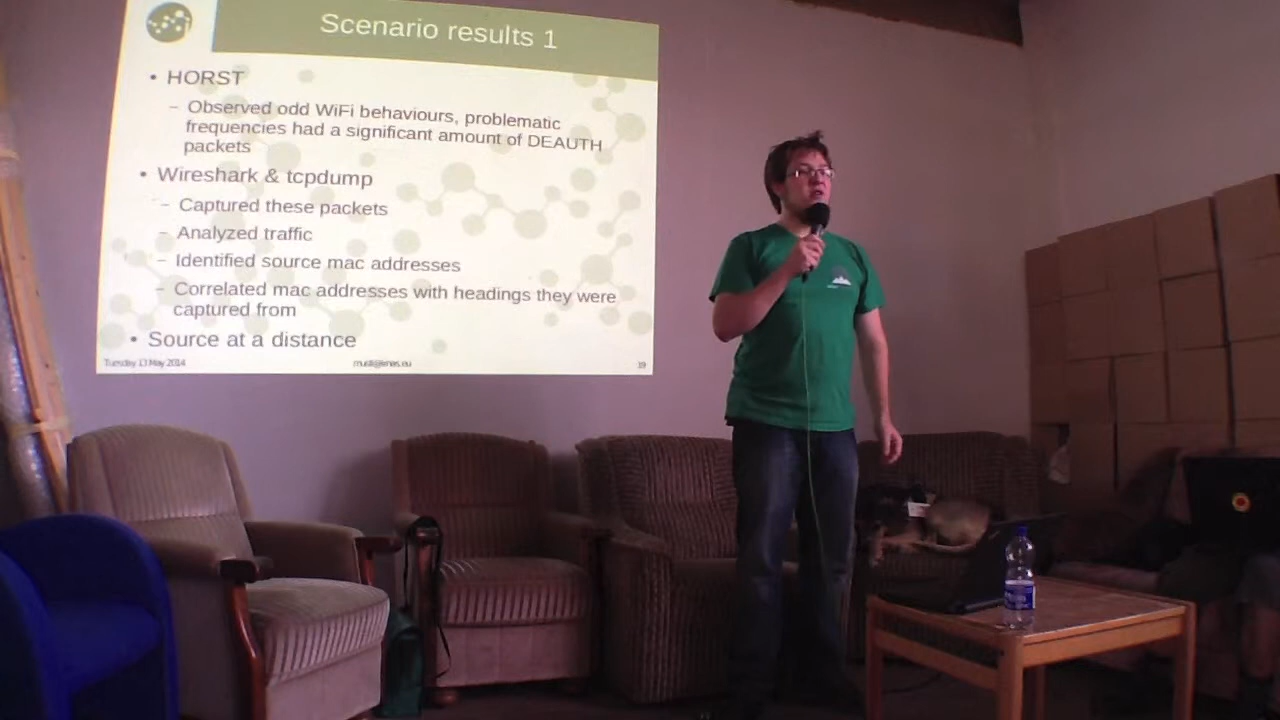 Scenario results 1
• HORST
– Observed odd WiFi behaviours, problematic
frequencies had a significant amount of DEAUTH
packets
• Wireshark & tcpdump
– Captured these packets
– Analyzed traffic
– Identified source mac addresses
– Correlated mac addresses with headings they were
captured from
• Source at a distance
Tuesday 13 May 2014
19